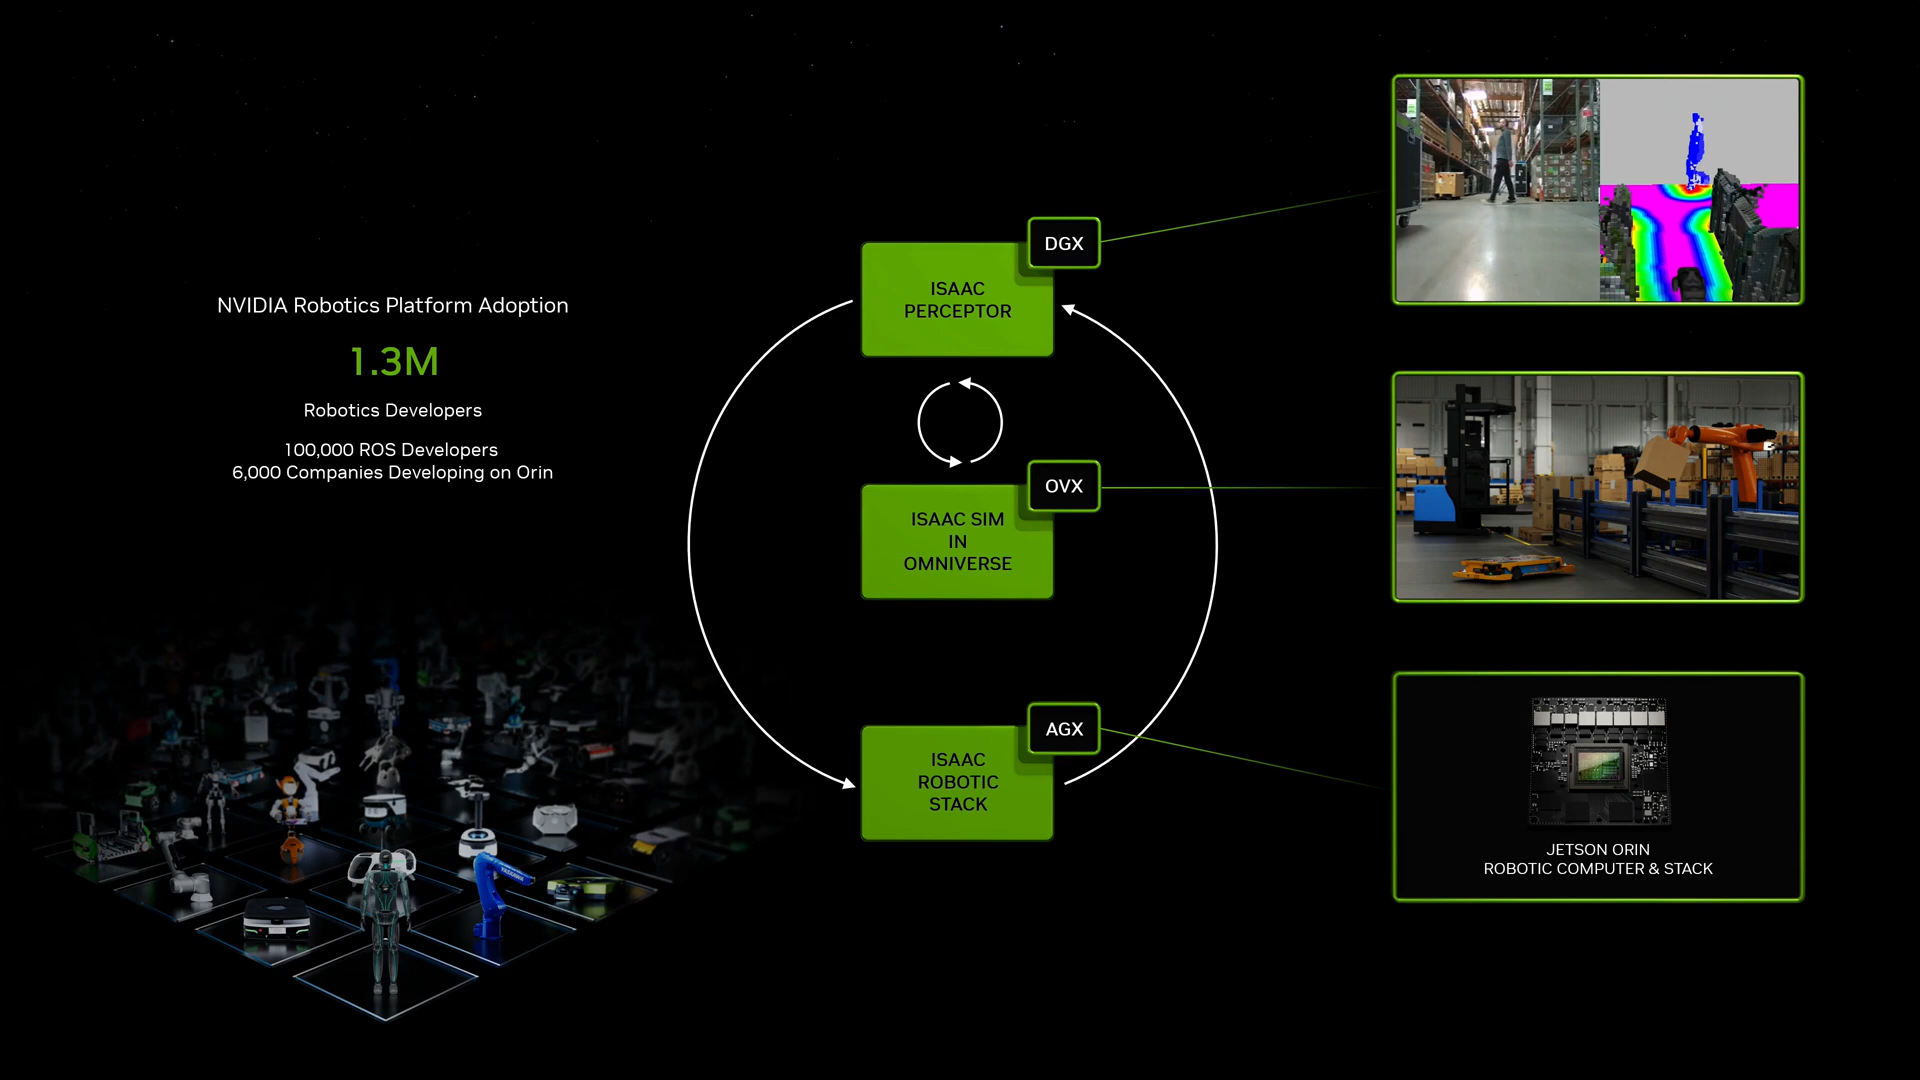 NVIDIA Robotics Platform Adoption
1.3M
Robotics Developers
100,000 ROS Developers
6,000 Companies Developing on Orin
DGX
ISAAC
PERCEPTOR
OVX
ISAAC SIM
IN
OMNIVERSE
AGX
ISAAC
ROBOTIC
STACK
JETSON ORIN
ROBOTIC COMPUTER & STACK
YASKAWA